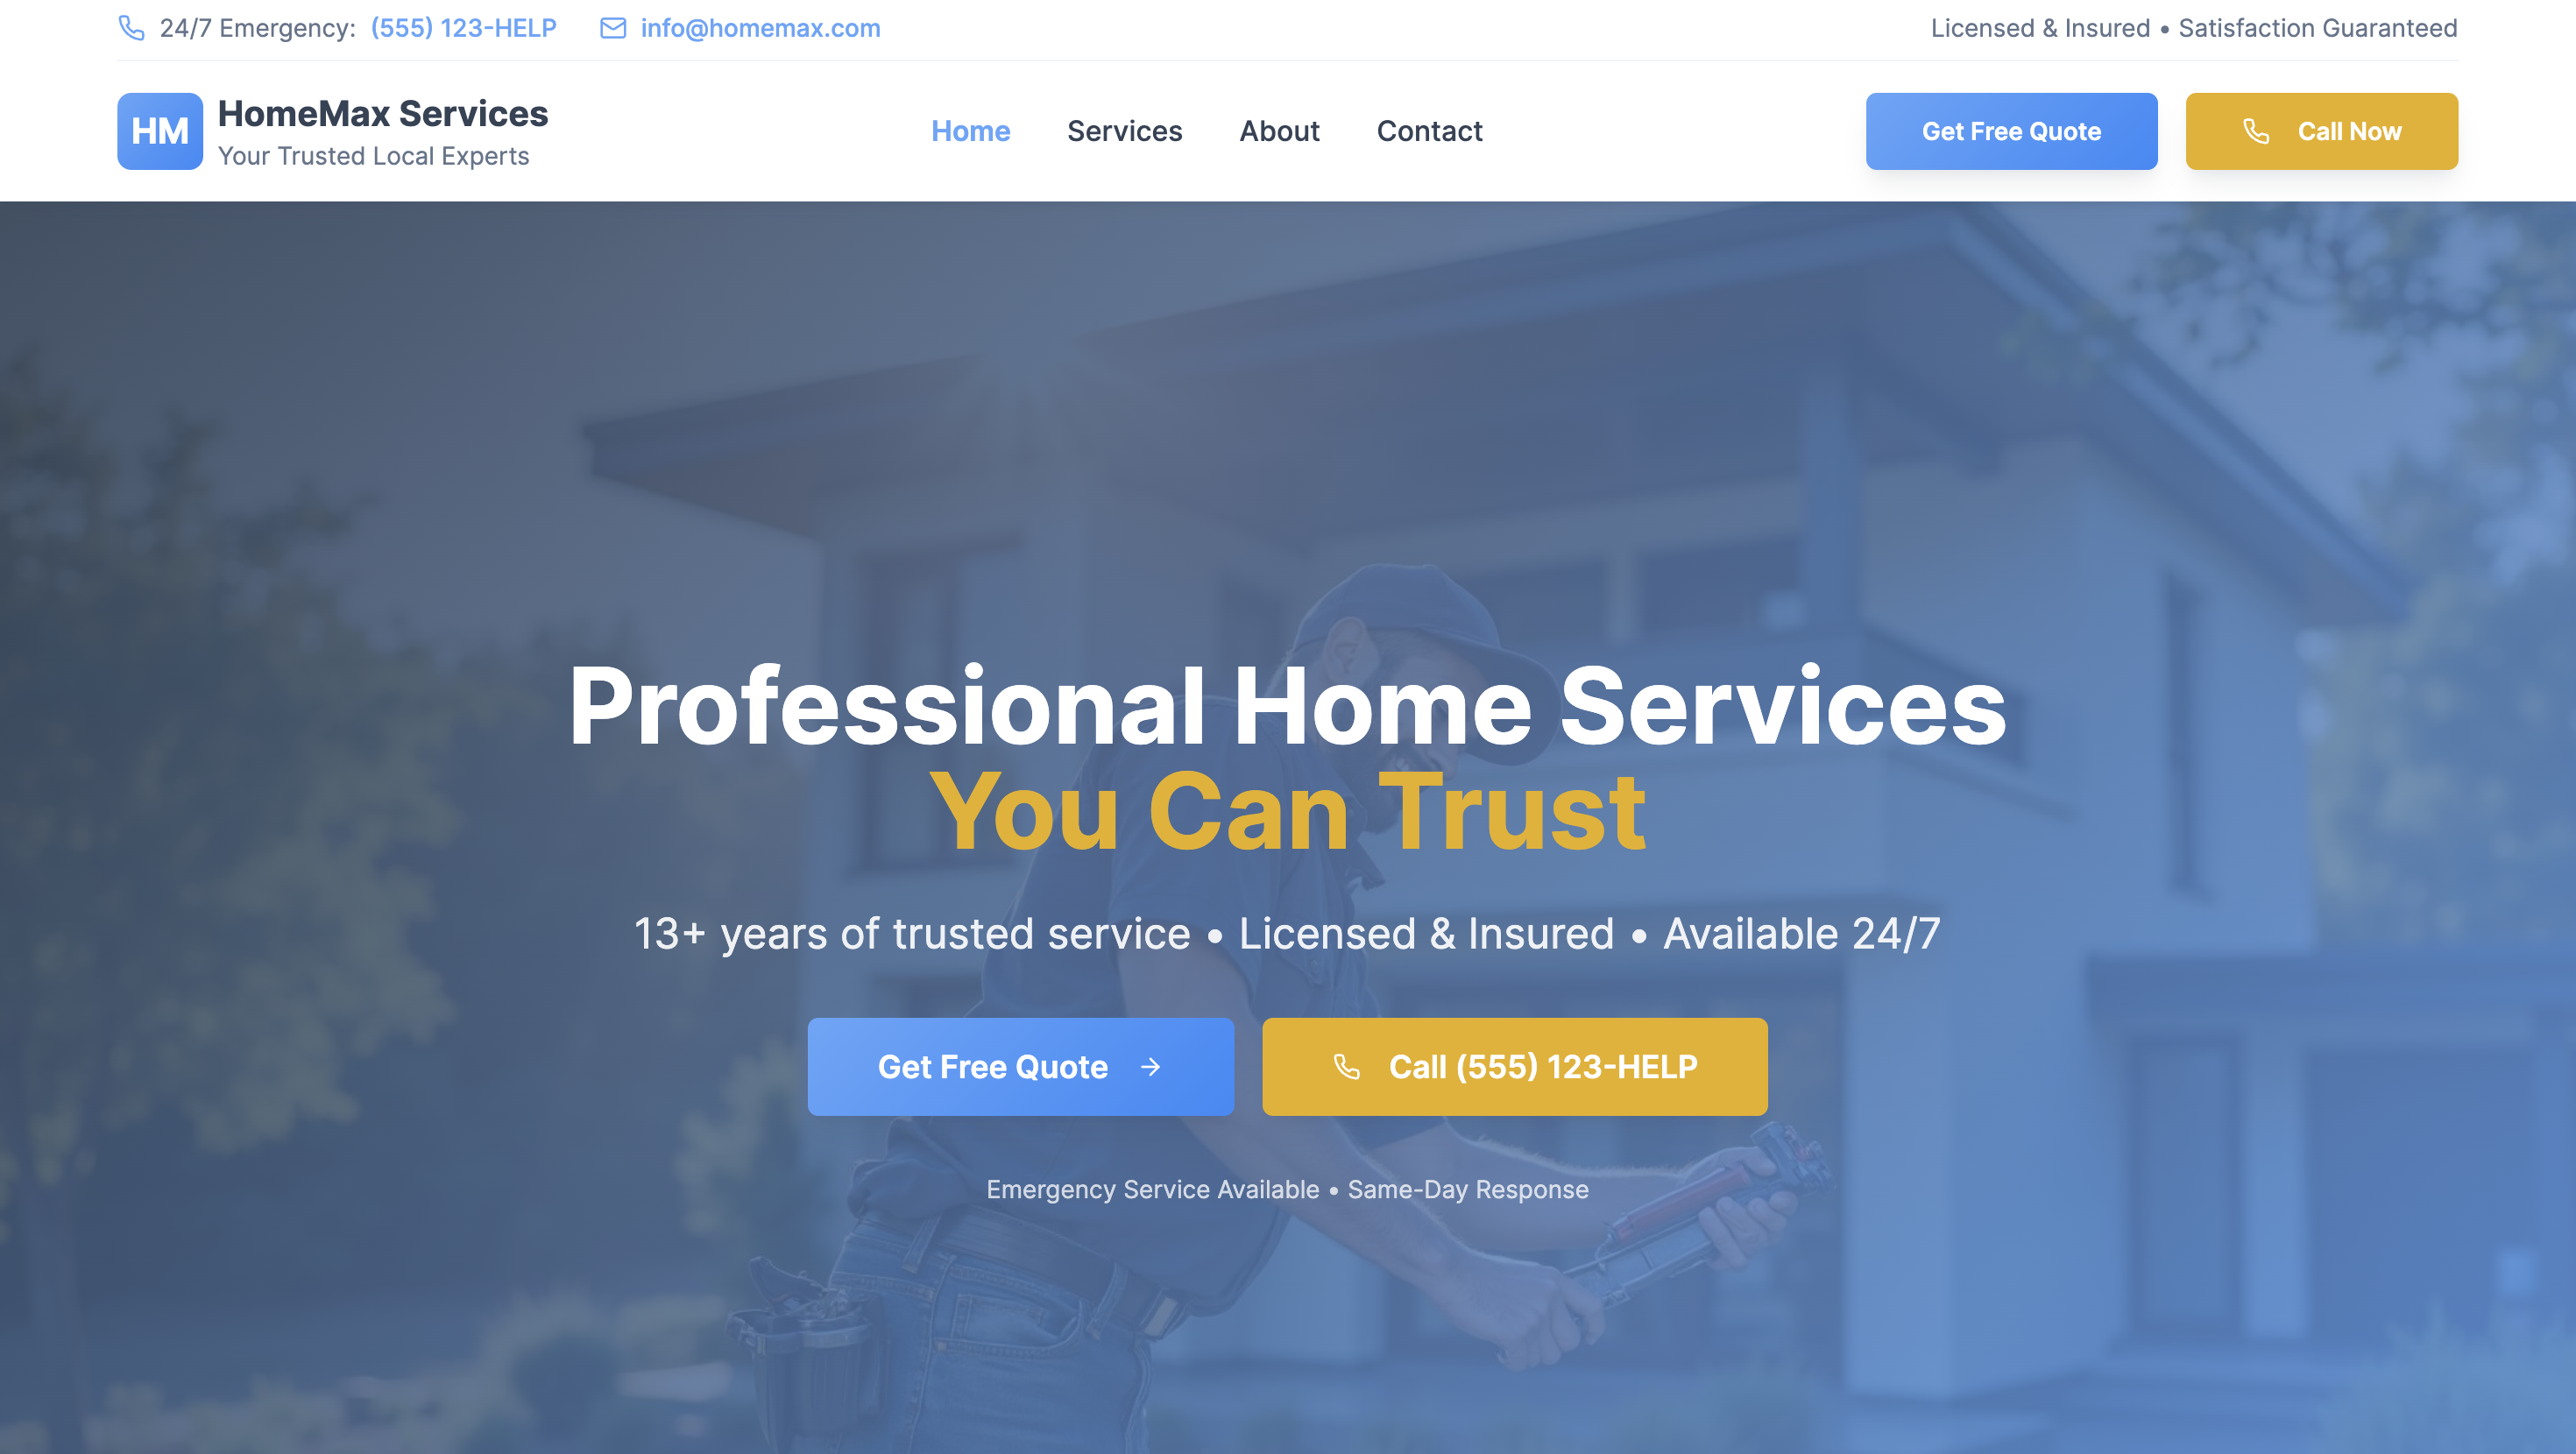 24/7 Emergency: (555) 123-HELP info@homemax.com Licensed & Insured • Satisfaction Guaranteed
HM
HomeMax Services
Your Trusted Local Experts
Home Services About Contact
Get Free Quote
Call Now
Professional Home Services
You Can Trust
13+ years of trusted service • Licensed & Insured • Available 24/7
Get Free Quote
Call (555) 123-HELP
Emergency Service Available • Same-Day Response